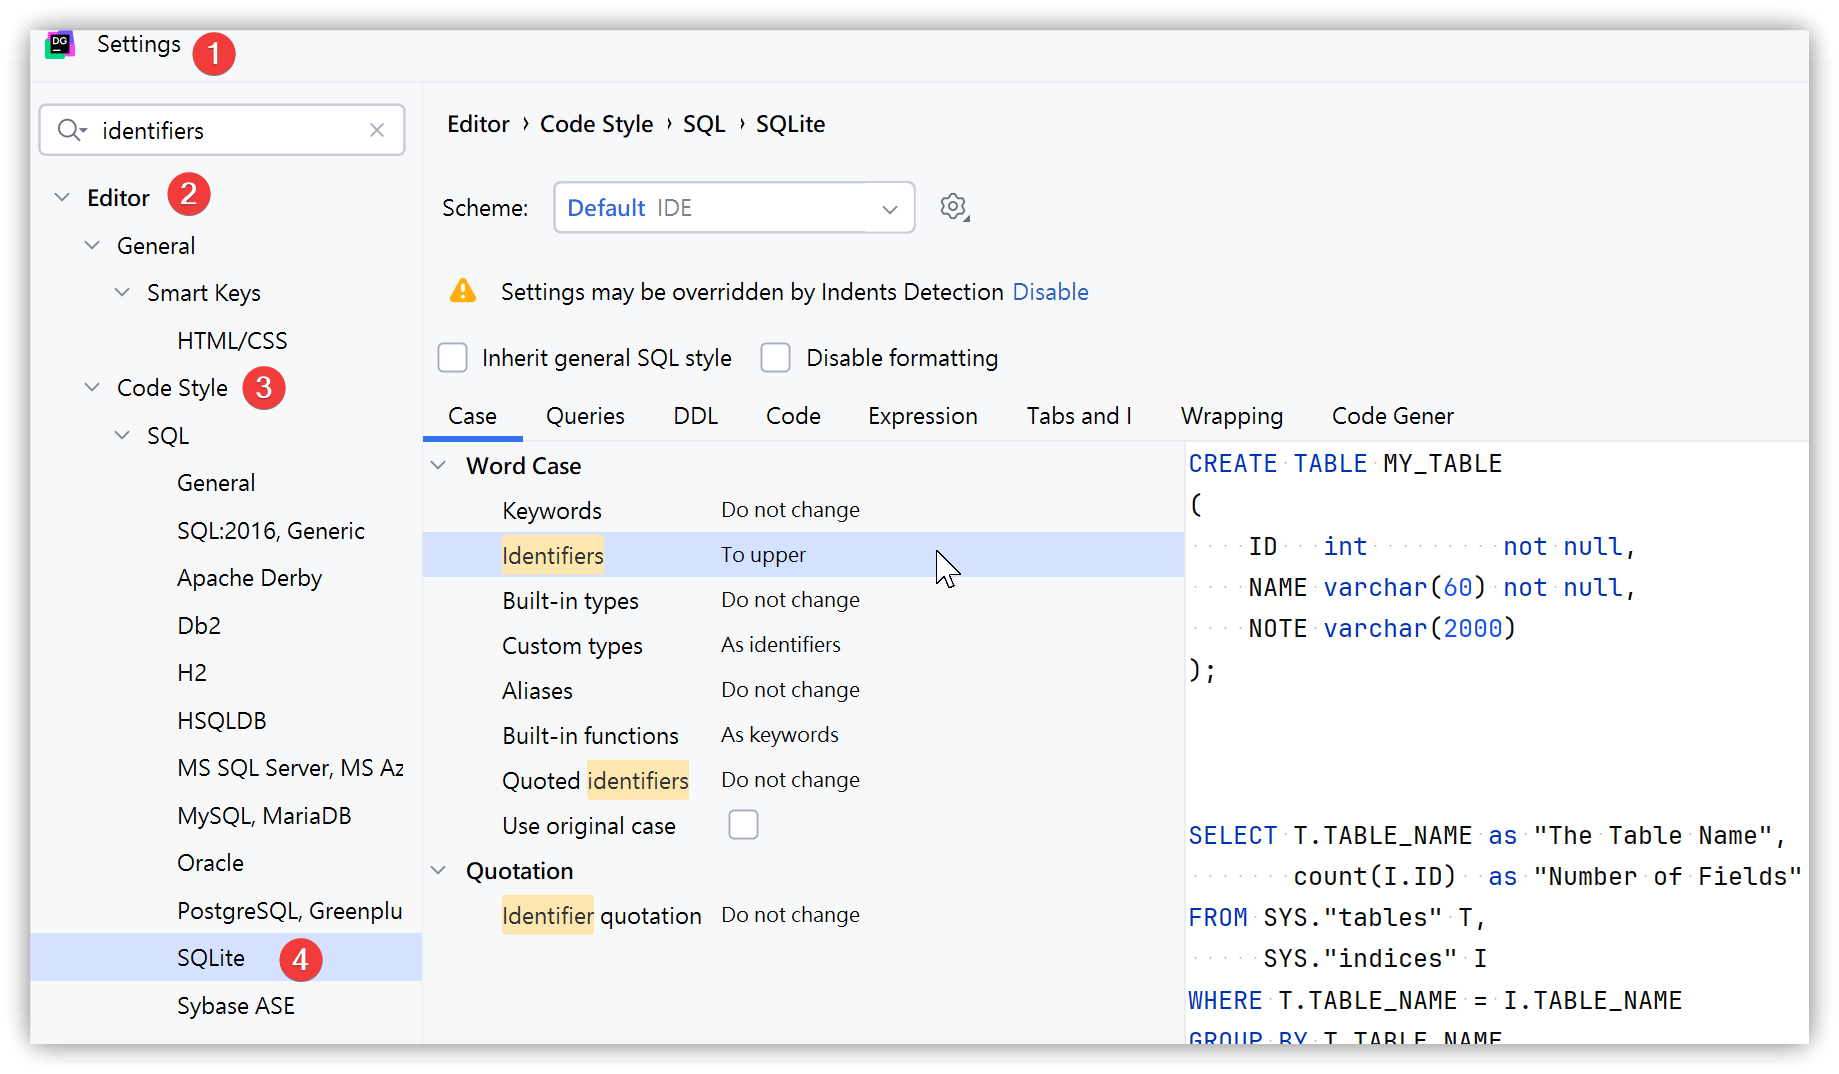 DG
Settings 1
identifiers
Editor 2
General
Smart Keys
HTML/CSS
Code Style 3
SQL
General
SQL:2016, Generic
Apache Derby
Db2
H2
HSQLDB
MS SQL Server, MS Az
MySQL, MariaDB
Oracle
PostgreSQL, Greenplu
SQLite 4
Sybase ASE
Editor › Code Style › SQL › SQLite
Scheme: Default IDE
Settings may be overridden by Indents Detection Disable
Inherit general SQL style Disable formatting
Case Queries DDL Code Expression Tabs and I Wrapping Code Gener
Word Case
Keywords Do not change
Identifiers To upper
Built-in types Do not change
Custom types As identifiers
Aliases Do not change
Built-in functions As keywords
Quoted identifiers Do not change
Use original case
Quotation
Identifier quotation Do not change
CREATE TABLE MY_TABLE
(
ID int not null,
NAME varchar(60) not null,
NOTE varchar(2000)
);
SELECT T.TABLE_NAME as "The Table Name",
count(I.ID) as "Number of Fields"
FROM SYS."tables" T,
SYS."indices" I
WHERE T.TABLE_NAME = I.TABLE_NAME
GROUP BY T.TABLE_NAME